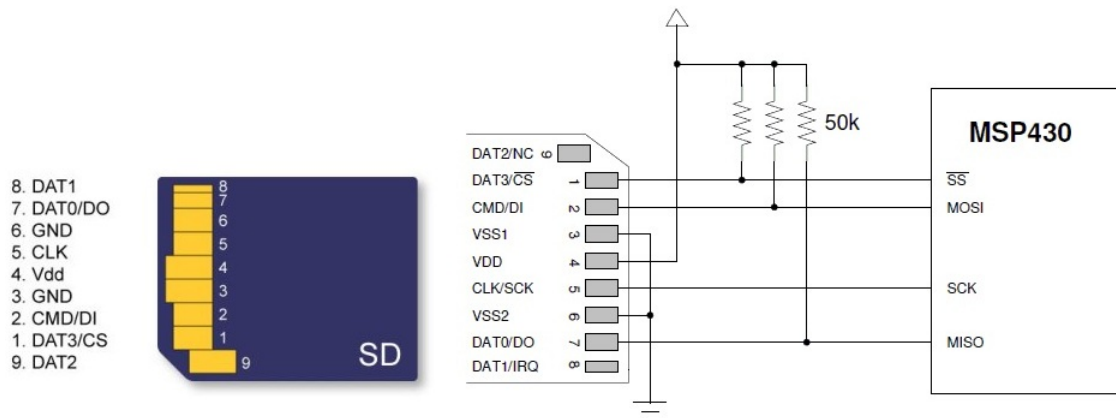 8. DAT1
7. DAT0/DO
6. GND
5. CLK
4. Vdd
3. GND
2. CMD/DI
1. DAT3/CS
9. DAT2
8
7
6
5
4
3
2
1
9
SD
DAT2/NC 9
DAT3/CS 1
CMD/DI 2
VSS1 3
VDD 4
CLK/SCK 5
VSS2 6
DAT0/DO 7
DAT1/IRQ 8
50k
MSP430
SS
MOSI
SCK
MISO